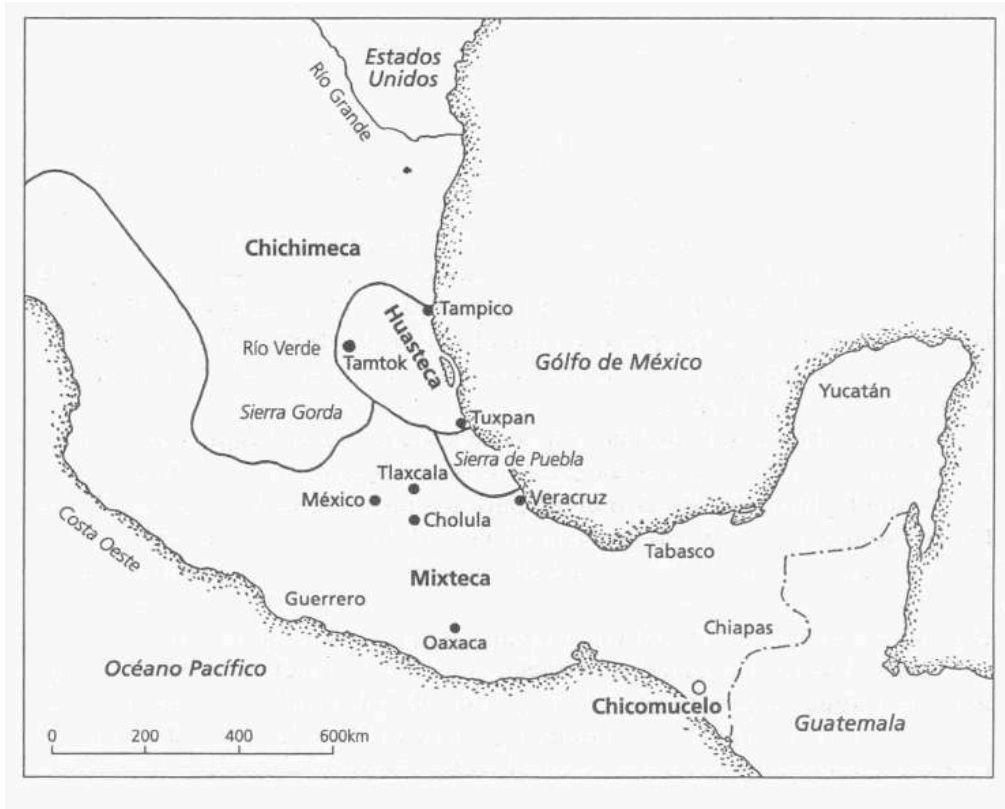 Estados
Unidos
Río Grande
Chichimeca
Tampico
Huasteca
Río Verde
Tamtok
Gólfo de México
Yucatán
Sierra Gorda
Tuxpan
Sierra de Puebla
Tlaxcala
México
Veracruz
Cholula
Costa Oeste
Tabasco
Mixteca
Guerrero
Chiapas
Oaxaca
Océano Pacífico
Chicomucelo
Guatemala
0 200 400 600km